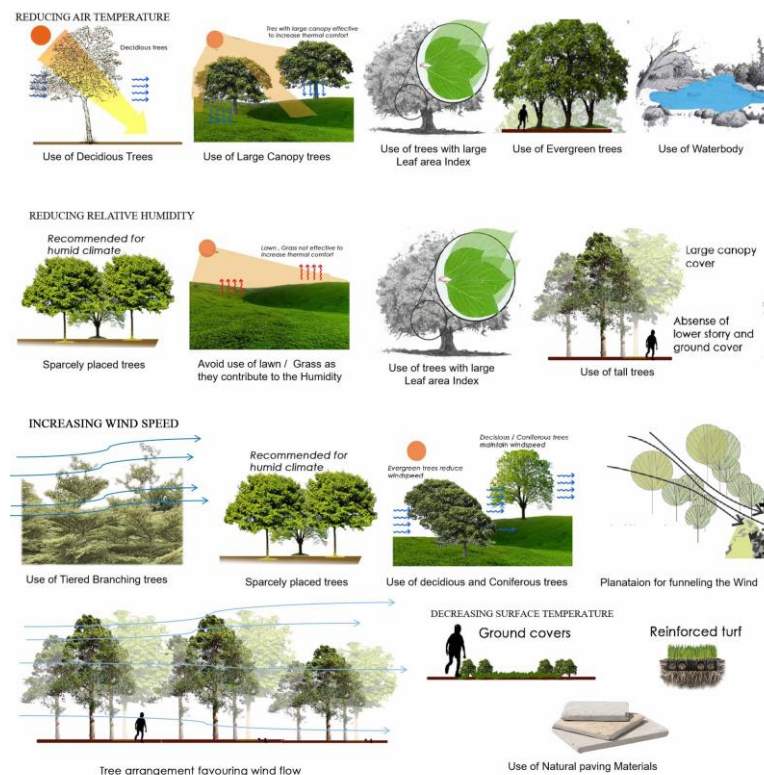 REDUCING AIR TEMPERATURE
Decidious trees
Tres with large canopy effective
to increase thermal comfort
Use of Decidious Trees
Use of Large Canopy trees
Use of trees with large
Leaf area Index
Use of Evergreen trees
Use of Waterbody
REDUCING RELATIVE HUMIDITY
Recommended for
humid climate
Lawn , Grass not effective to
increase thermal comfort
Large canopy
cover
Absense of
lower storry and
ground cover
Sparcely placed trees
Avoid use of lawn / Grass as
they contribute to the Humidity
Use of trees with large
Leaf area Index
Use of tall trees
INCREASING WIND SPEED
Recommended for
humid climate
Evergreen trees reduce
windspeed
Decisious / Coniferous trees
maintain windspeed
Use of Tiered Branching trees
Sparcely placed trees
Use of decidious and Coniferous trees
Planataion for funneling the Wind
DECREASING SURFACE TEMPERATURE
Ground covers
Reinforced turf
Tree arrangement favouring wind flow
Use of Natural paving Materials